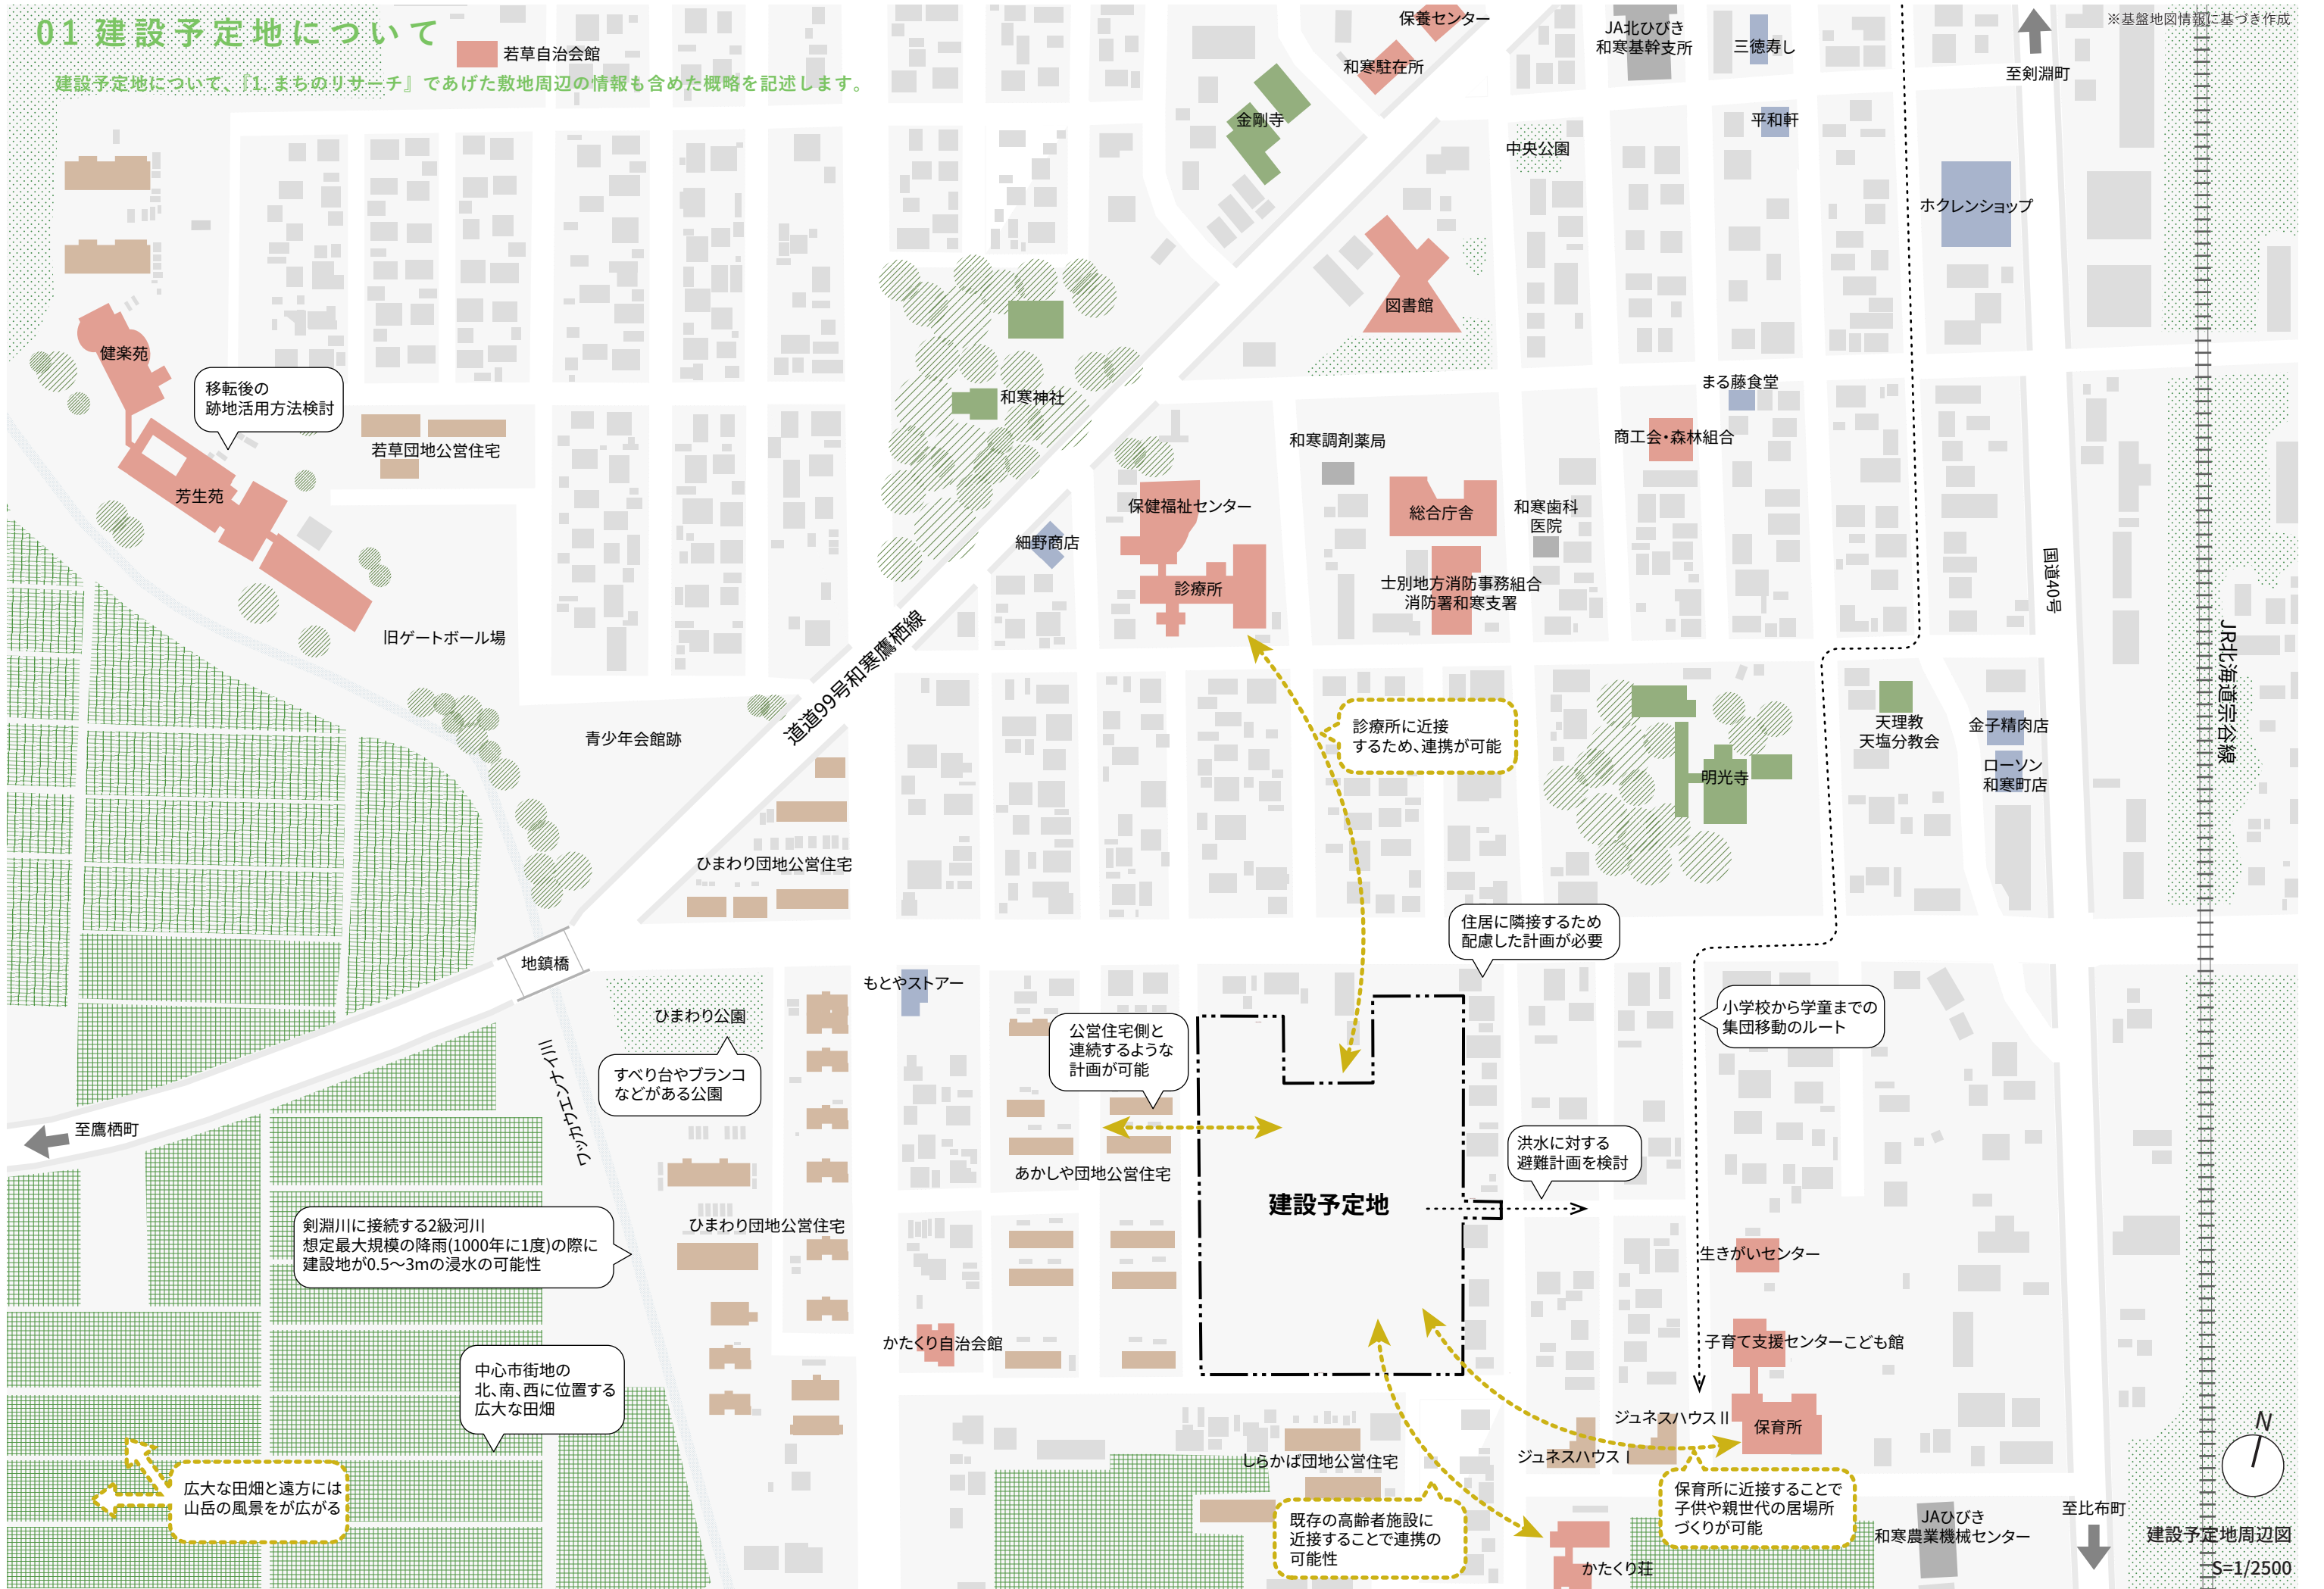 01 建設予定地について
建設予定地について、『1. まちのリサーチ』であげた敷地周辺の情報も含めた概略を記述します。
※基盤地図情報に基づき作成
若草自治会館
保養センター
和寒駐在所
JA北ひびき
和寒基幹支所
三徳寿し
至剣淵町
金剛寺
中央公園
平和軒
ホクレンショップ
図書館
健楽苑
移転後の
跡地活用方法検討
若草団地公営住宅
芳生苑
旧ゲートボール場
和寒神社
和寒調剤薬局
まる藤食堂
商工会・森林組合
保健福祉センター
総合庁舎
和寒歯科
医院
細野商店
診療所
士別地方消防事務組合
消防署和寒支署
国道40号
JR北海道宗谷線
道道99号和寒鷹栖線
青少年会館跡
診療所に近接
するため、連携が可能
天理教
天塩分教会
金子精肉店
ローソン
和寒町店
明光寺
ひまわり団地公営住宅
地鎮橋
住居に隣接するため
配慮した計画が必要
もとやストアー
ひまわり公園
すべり台やブランコ
などがある公園
公営住宅側と
連続するような
計画が可能
小学校から学童までの
集団移動のルート
至鷹栖町
ワッカウエンナイ川
あかしや団地公営住宅
洪水に対する
避難計画を検討
建設予定地
剣淵川に接続する2級河川
想定最大規模の降雨(1000年に1度)の際に
建設地が0.5〜3mの浸水の可能性
ひまわり団地公営住宅
生きがいセンター
かたくり自治会館
子育て支援センターこども館
中心市街地の
北、南、西に位置する
広大な田畑
ジュネスハウスⅡ
保育所
ジュネスハウスⅠ
しらかば団地公営住宅
広大な田畑と遠方には
山岳の風景をが広がる
既存の高齢者施設に
近接することで連携の
可能性
保育所に近接することで
子供や親世代の居場所
づくりが可能
かたくり荘
JAひびき
和寒農業機械センター
至比布町
N
建設予定地周辺図
S=1/2500